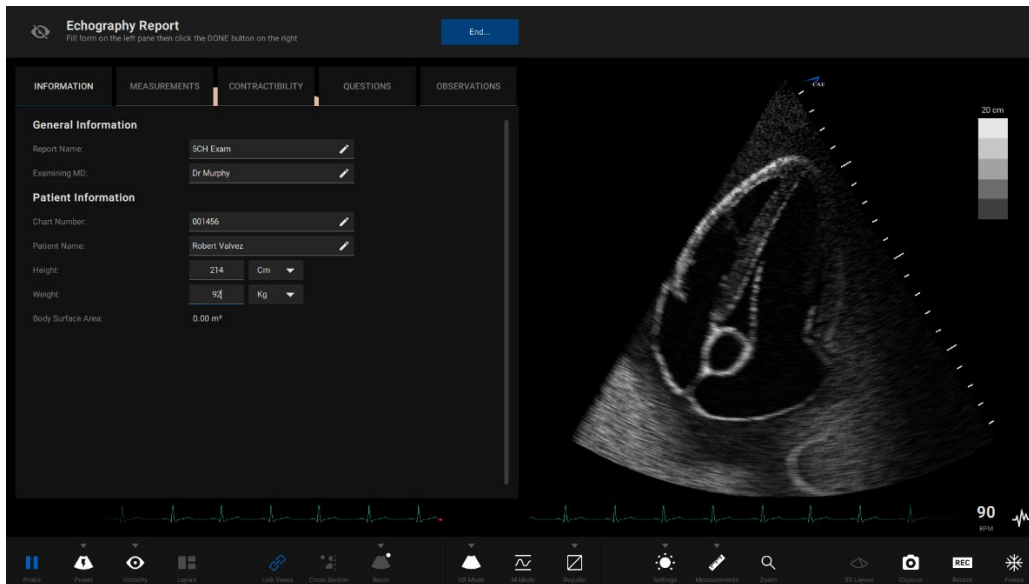 Echography Report
Fill form on the left pane then click the DONE button on the right
End...
INFORMATION MEASUREMENTS CONTRACTIBILITY QUESTIONS OBSERVATIONS
General Information
Report Name: 5CH Exam
Examining MD: Dr Murphy
Patient Information
Chart Number: 001456
Patient Name: Robert Valvez
Height: 214 Cm
Weight: 92 Kg
Body Surface Area: 0.00 m²
CAE
20 cm
90
BPM
Probe Preset Visibility Layout Link Views Cross Section Beam US Mode M Mode Doppler Settings Measurements Zoom 3D Layout Capture REC Record Freeze